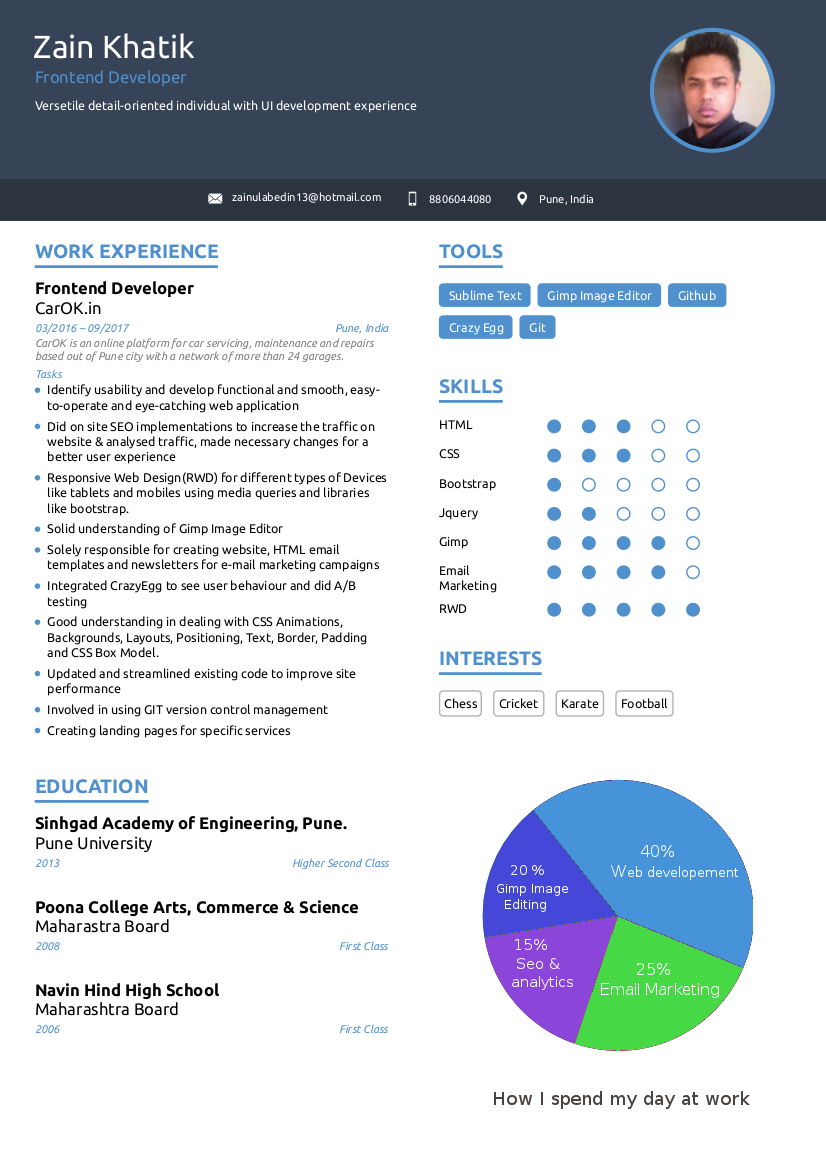 Zain Khatik
Frontend Developer
Versetile detail-oriented individual with UI development experience
zainulabedin13@hotmail.com
8806044080
Pune, India
WORK EXPERIENCE
Frontend Developer
CarOK.in
03/2016 – 09/2017
Pune, India
CarOK is an online platform for car servicing, maintenance and repairs
based out of Pune city with a network of more than 24 garages.
Tasks
Identify usability and develop functional and smooth, easy-
to-operate and eye-catching web application
Did on site SEO implementations to increase the traffic on
website & analysed traffic, made necessary changes for a
better user experience
Responsive Web Design(RWD) for different types of Devices
like tablets and mobiles using media queries and libraries
like bootstrap.
Solid understanding of Gimp Image Editor
Solely responsible for creating website, HTML email
templates and newsletters for e-mail marketing campaigns
Integrated CrazyEgg to see user behaviour and did A/B
testing
Good understanding in dealing with CSS Animations,
Backgrounds, Layouts, Positioning, Text, Border, Padding
and CSS Box Model.
Updated and streamlined existing code to improve site
performance
Involved in using GIT version control management
Creating landing pages for specific services
EDUCATION
Sinhgad Academy of Engineering, Pune.
Pune University
2013
Higher Second Class
Poona College Arts, Commerce & Science
Maharastra Board
2008
First Class
Navin Hind High School
Maharashtra Board
2006
First Class
TOOLS
Sublime Text
Gimp Image Editor
Github
Crazy Egg
Git
SKILLS
HTML
CSS
Bootstrap
Jquery
Gimp
Email
Marketing
RWD
INTERESTS
Chess
Cricket
Karate
Football
40%
Web developement
20 %
Gimp Image
Editing
15%
Seo &
analytics
25%
Email Marketing
How I spend my day at work